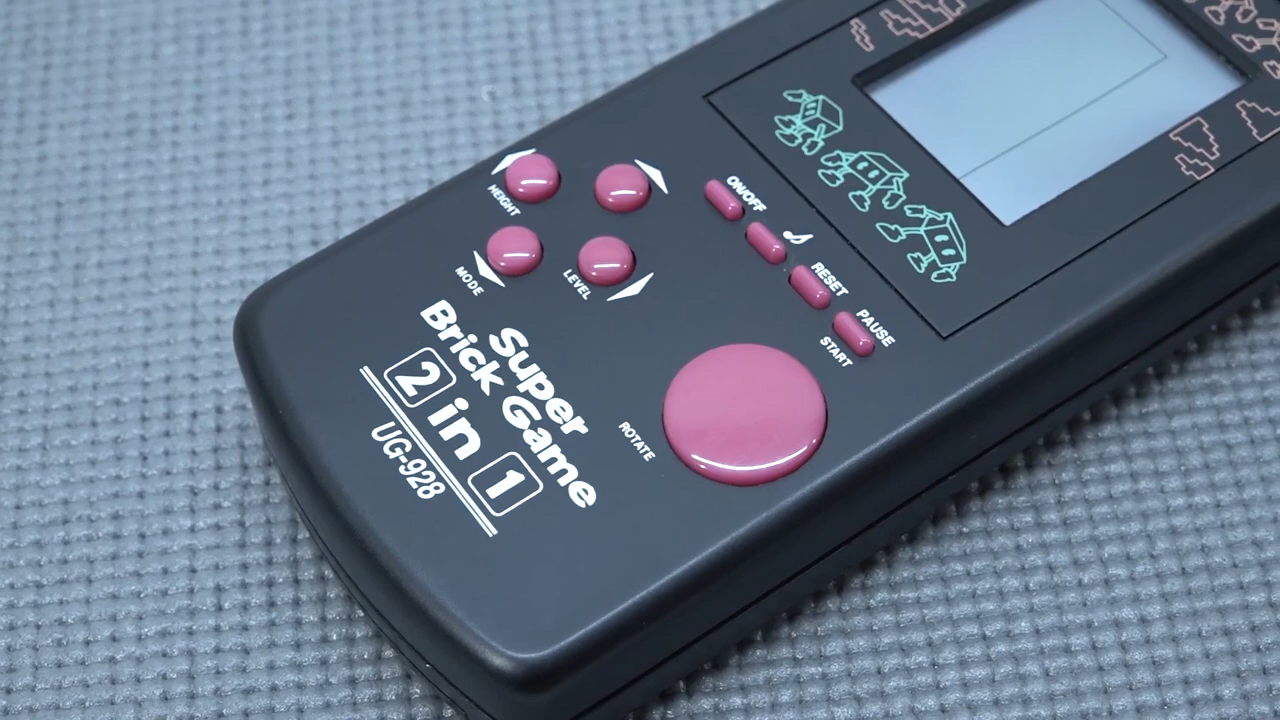 HEIGHT
MODE
LEVEL
ON/OFF
RESET
PAUSE
START
ROTATE
Super
Brick Game
2 in 1
UG-928